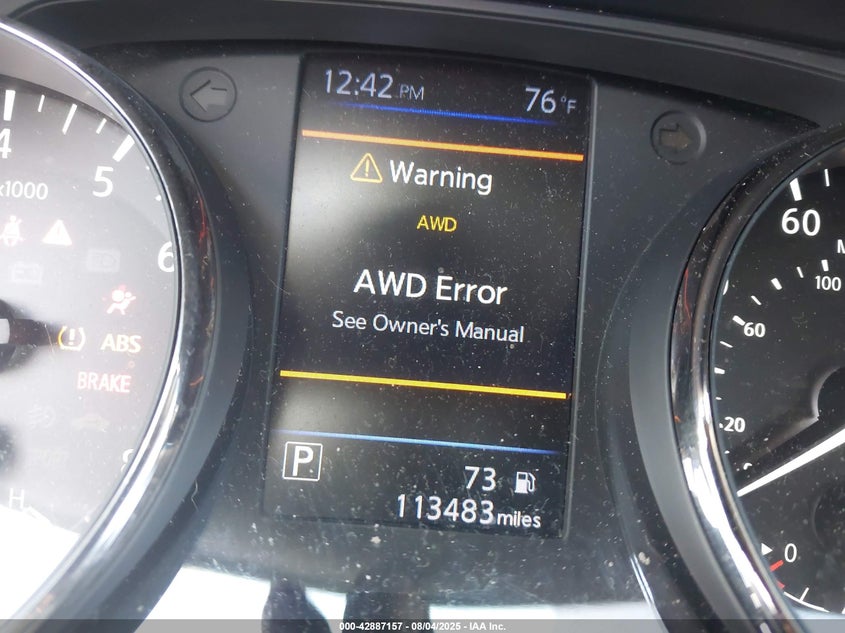 12:42 PM 76°F
Warning
AWD
AWD Error
See Owner's Manual
P
73
113483 miles
4
5
x1000
6
ABS
BRAKE
H
60
100
60
20
0
000-42887157 - 08/04/2025 - IAA Inc.